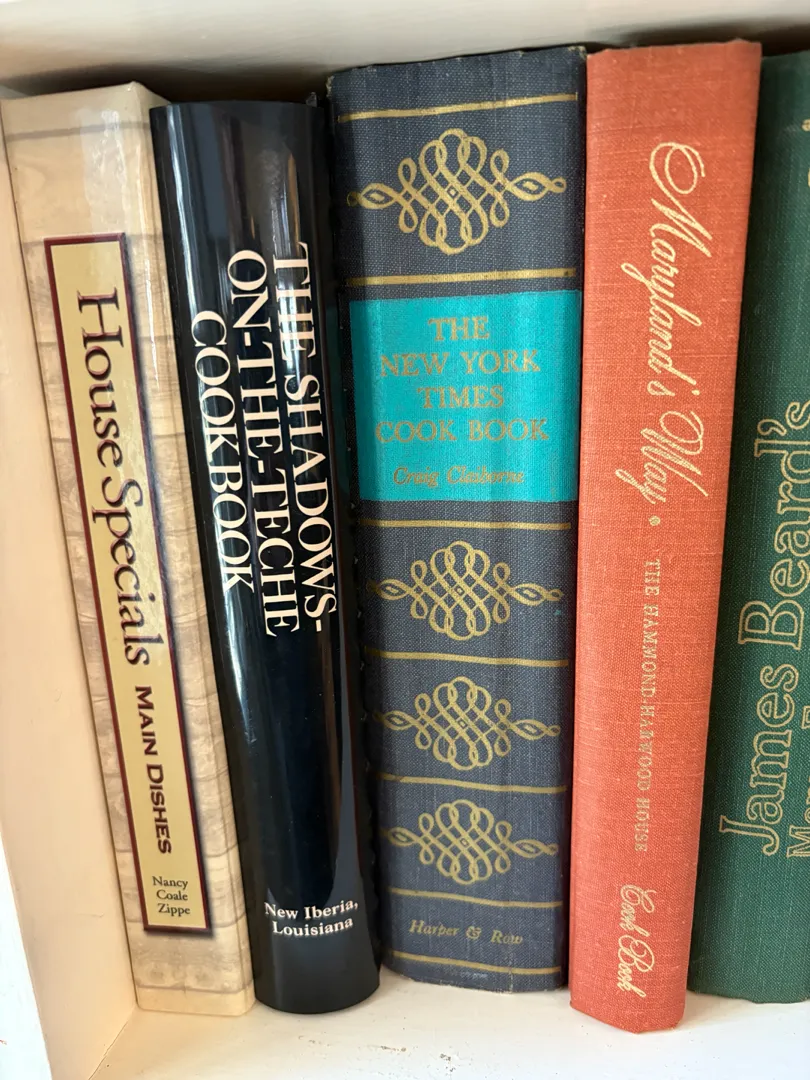 House Specials MAIN DISHES
Nancy
Coale
Zippe
THE SHADOWS-
ON-THE-TECHE
COOKBOOK
New Iberia,
Louisiana
THE
NEW YORK
TIMES
COOK BOOK
Craig Claiborne
Harper & Row
Maryland's Way • THE HAMMOND-HARWOOD HOUSE Cook Book
James Beard's